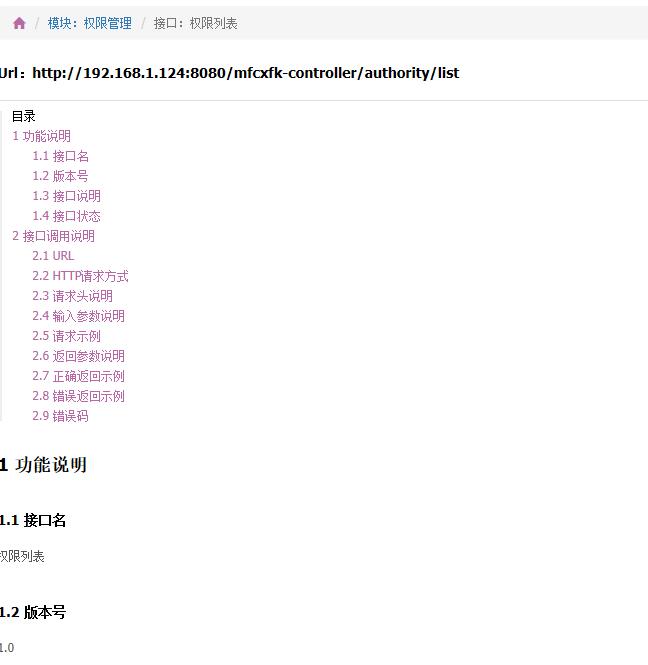 / 模块：权限管理 / 接口：权限列表
Url：http://192.168.1.124:8080/mfcxfk-controller/authority/list
目录
1 功能说明
1.1 接口名
1.2 版本号
1.3 接口说明
1.4 接口状态
2 接口调用说明
2.1 URL
2.2 HTTP请求方式
2.3 请求头说明
2.4 输入参数说明
2.5 请求示例
2.6 返回参数说明
2.7 正确返回示例
2.8 错误返回示例
2.9 错误码
1 功能说明
1.1 接口名
权限列表
1.2 版本号
1.0